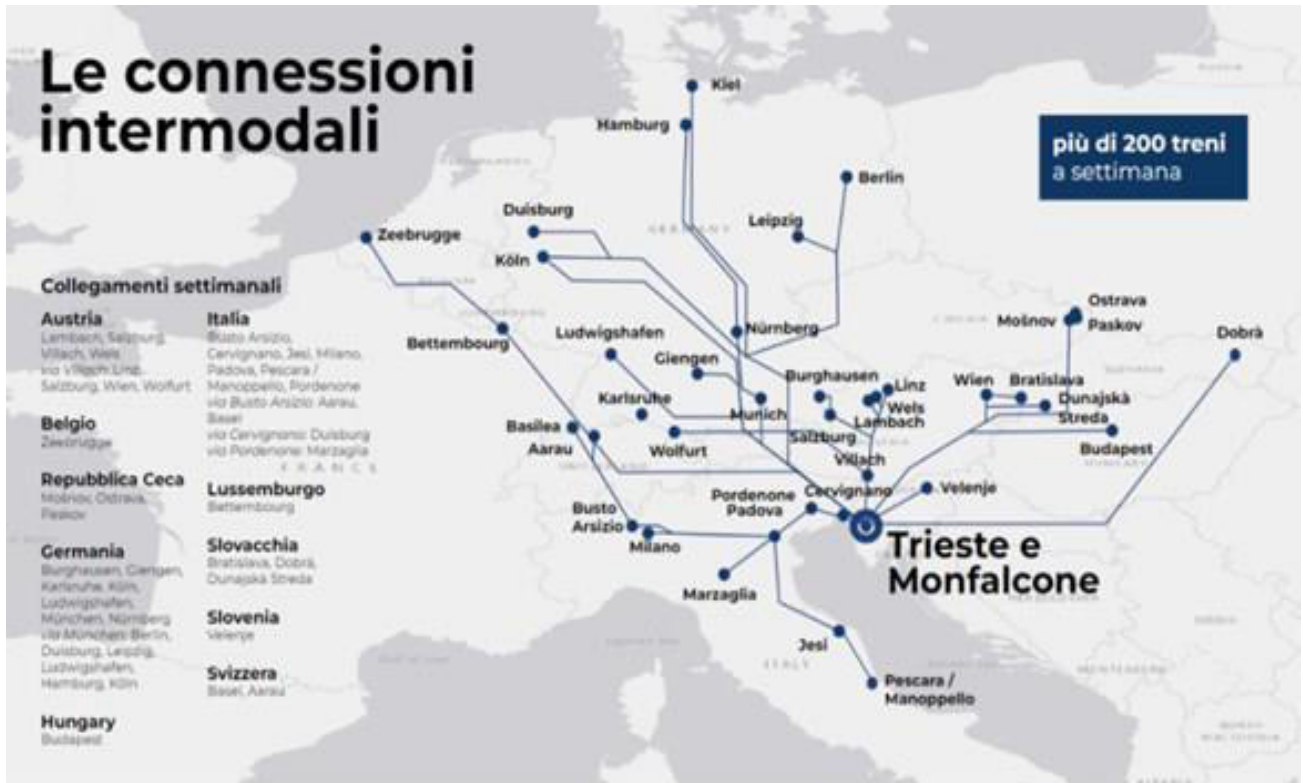 Le connessioni
intermodali
più di 200 treni
a settimana
Collegamenti settimanali
Austria
Lambach, Salzburg,
Villach, Wels
via Villach: Linz,
Salzburg, Wien, Wolfurt
Belgio
Zeebrugge
Repubblica Ceca
Mošnov, Ostrava,
Paskov
Germania
Burghausen, Giengen,
Karlsruhe, Köln,
Ludwigshafen,
München, Nürnberg
via München: Berlin,
Duisburg, Leipzig,
Ludwigshafen,
Hamburg, Köln
Hungary
Budapest
Italia
Busto Arsizio,
Cervignano, Jesi, Milano,
Padova, Pescara /
Manoppello, Pordenone
via Busto Arsizio: Aarau,
Basel
via Cervignano: Duisburg
via Pordenone: Marzaglia
Lussemburgo
Bettembourg
Slovacchia
Bratislava, Dobrá,
Dunajská Streda
Slovenia
Velenje
Svizzera
Basel, Aarau
Kiel
Hamburg
Berlin
Leipzig
Duisburg
Köln
Zeebrugge
Bettembourg
Ludwigshafen
Nürnberg
Giengen
Karlsruhe
Munich
Basilea
Aarau
Wolfurt
Burghausen
Salzburg
Linz
Wels
Lambach
Villach
Wien
Bratislava
Dunajskà
Streda
Budapest
Mošnov
Ostrava
Paskov
Dobrà
Velenje
Cervignano
Pordenone
Padova
Busto
Arsizio
Milano
Marzaglia
Jesi
Pescara /
Manoppello
Trieste e
Monfalcone
GERMANY
FRANCE
ITALY